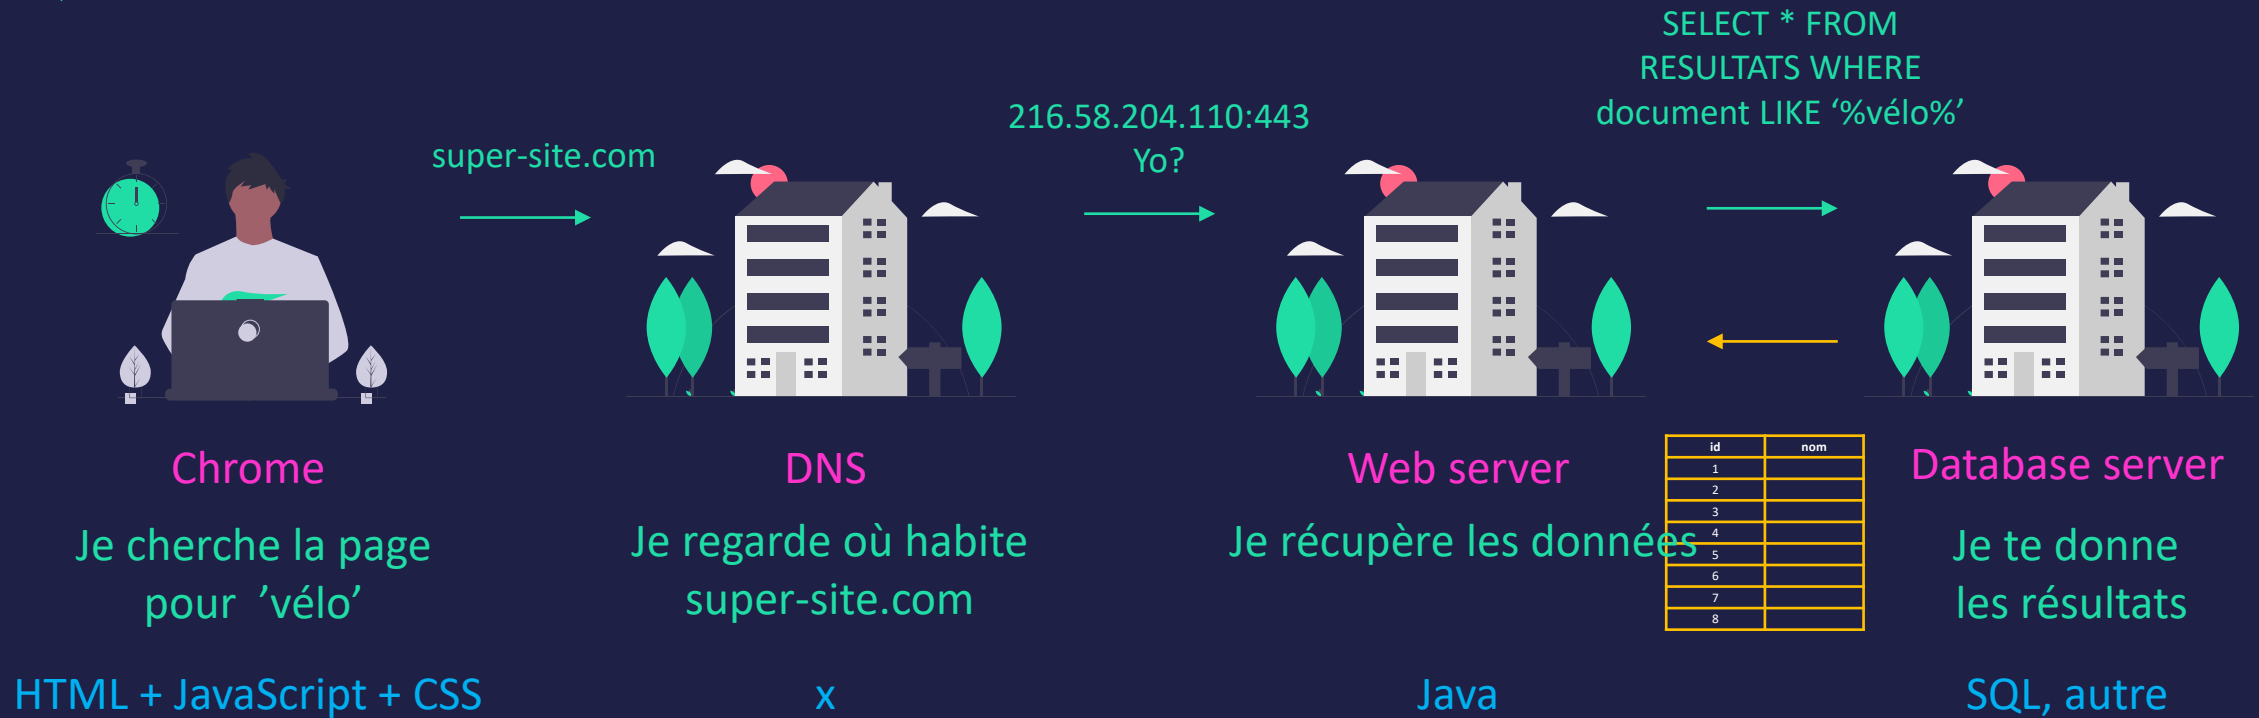 SELECT * FROM
RESULTATS WHERE
document LIKE ‘%vélo%’
216.58.204.110:443
Yo?
super-site.com
Chrome
DNS
Web server
Database server
id nom
1
2
3
4
5
6
7
8
Je cherche la page
pour ’vélo’
Je regarde où habite
super-site.com
Je récupère les données
Je te donne
les résultats
HTML + JavaScript + CSS
x
Java
SQL, autre